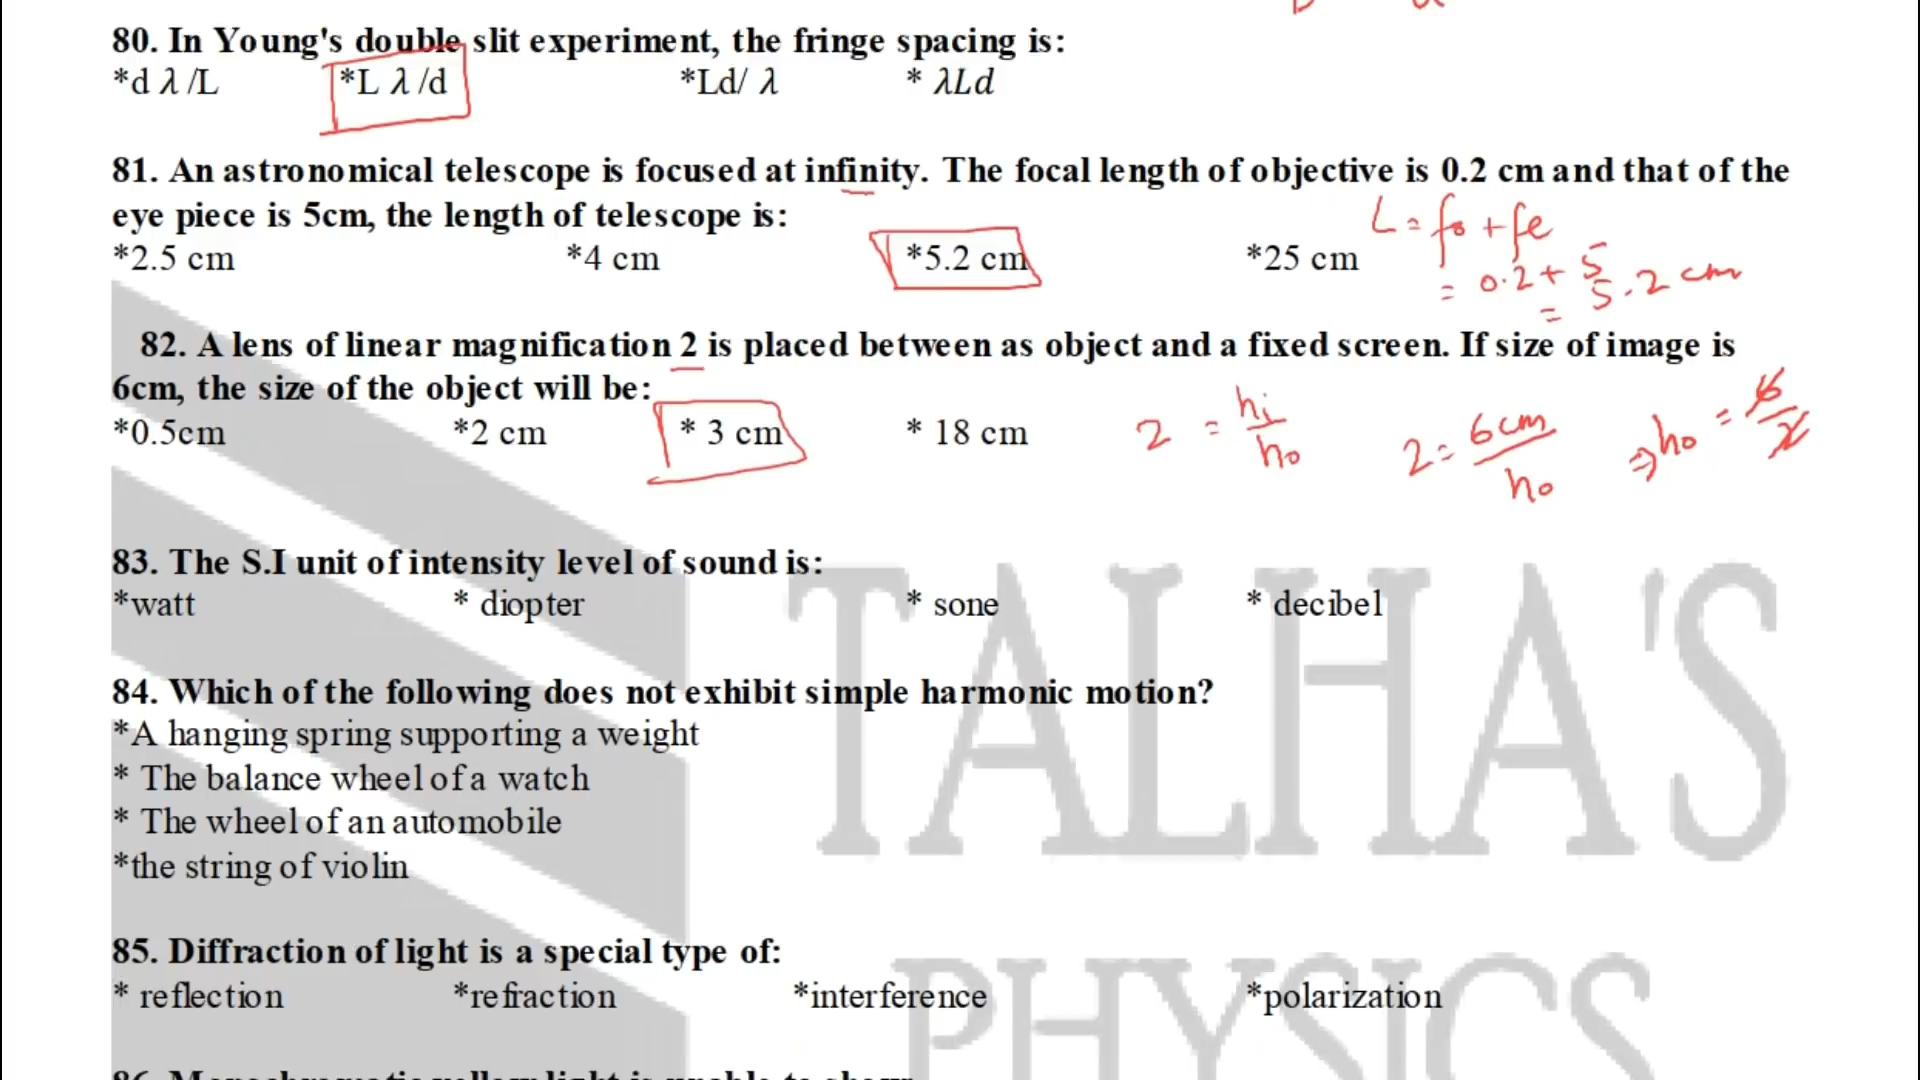 80. In Young's double slit experiment, the fringe spacing is:
*d λ /L *L λ /d *Ld/ λ * λLd
81. An astronomical telescope is focused at infinity. The focal length of objective is 0.2 cm and that of the
eye piece is 5cm, the length of telescope is:
L = fo + fe
*2.5 cm *4 cm *5.2 cm *25 cm
= 0.2 + 5
= 5.2 cm
82. A lens of linear magnification 2 is placed between as object and a fixed screen. If size of image is
6cm, the size of the object will be:
*0.5cm *2 cm * 3 cm * 18 cm
2 = hi/ho 2 = 6cm/ho ⇒ ho = 6/2
83. The S.I unit of intensity level of sound is:
*watt * diopter * sone * decibel
84. Which of the following does not exhibit simple harmonic motion?
*A hanging spring supporting a weight
* The balance wheel of a watch
* The wheel of an automobile
*the string of violin
TALHA'S
85. Diffraction of light is a special type of:
* reflection *refraction *interference *polarization
PHYSICS